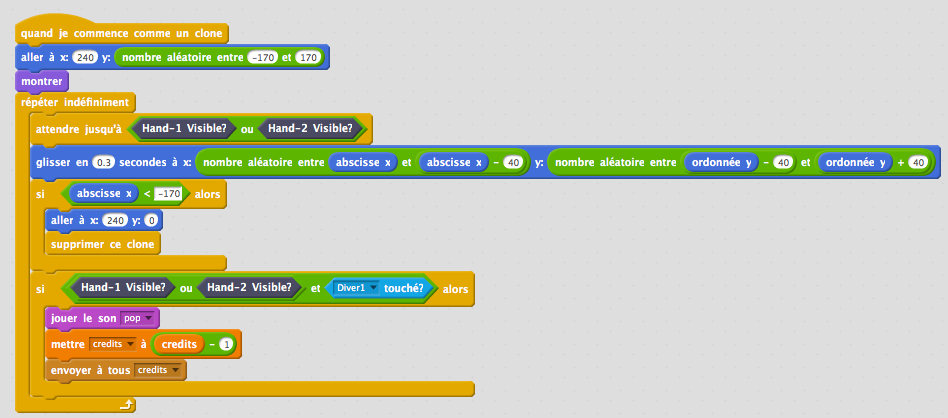 quand je commence comme un clone
aller à x: 240 y: nombre aléatoire entre -170 et 170
montrer
répéter indéfiniment
attendre jusqu'à Hand-1 Visible? ou Hand-2 Visible?
glisser en 0.3 secondes à x: nombre aléatoire entre abscisse x et abscisse x - 40 y: nombre aléatoire entre ordonnée y - 40 et ordonnée y + 40
si abscisse x < -170 alors
aller à x: 240 y: 0
supprimer ce clone
si Hand-1 Visible? ou Hand-2 Visible? et Diver1 touché? alors
jouer le son pop
mettre credits à credits - 1
envoyer à tous credits